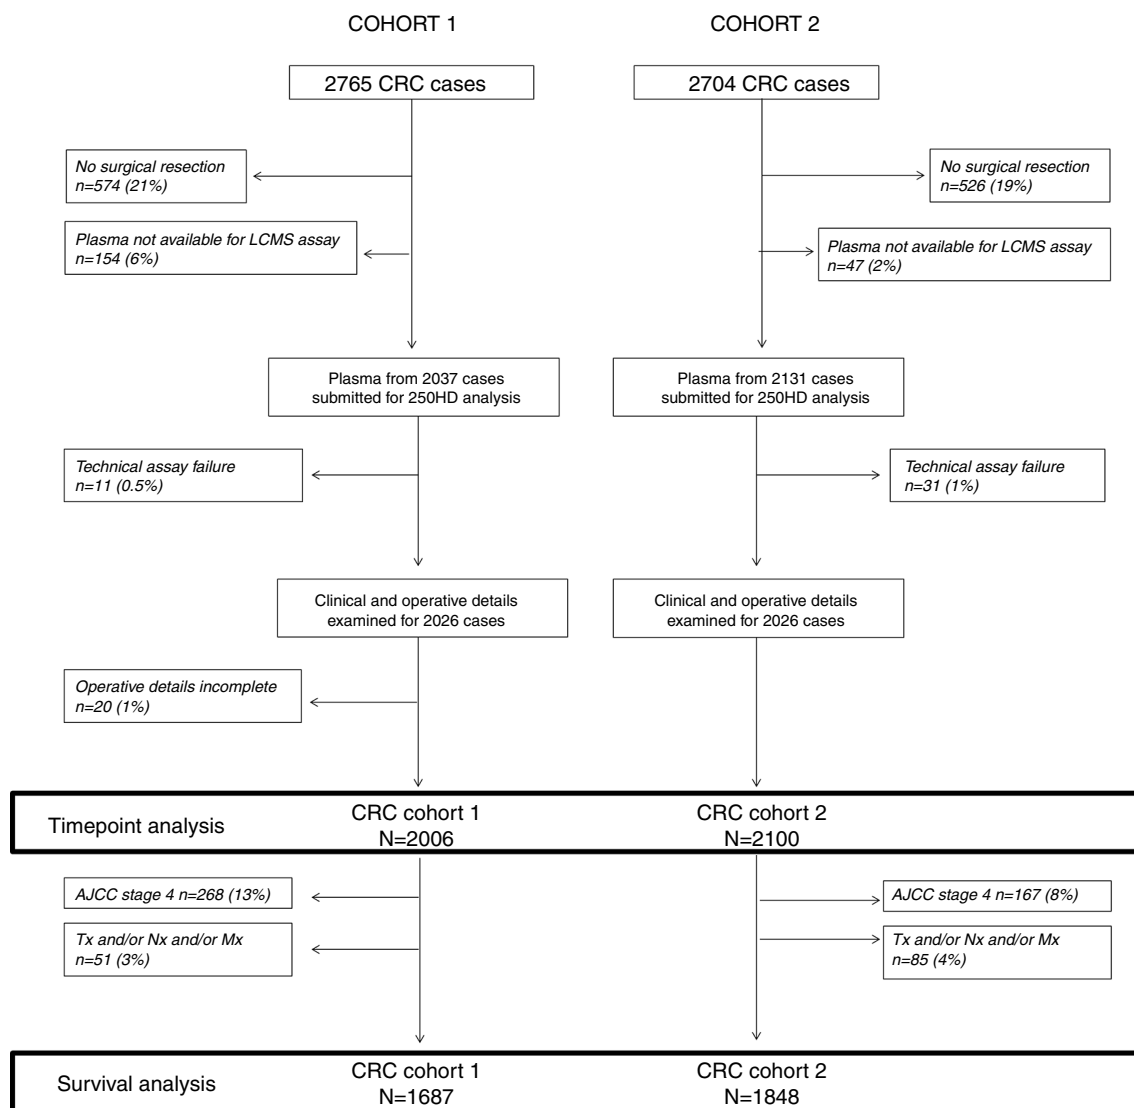 COHORT 1
COHORT 2
2765 CRC cases
2704 CRC cases
No surgical resection
n=574 (21%)
No surgical resection
n=526 (19%)
Plasma not available for LCMS assay
n=154 (6%)
Plasma not available for LCMS assay
n=47 (2%)
Plasma from 2037 cases
submitted for 250HD analysis
Plasma from 2131 cases
submitted for 250HD analysis
Technical assay failure
n=11 (0.5%)
Technical assay failure
n=31 (1%)
Clinical and operative details
examined for 2026 cases
Clinical and operative details
examined for 2026 cases
Operative details incomplete
n=20 (1%)
Timepoint analysis
CRC cohort 1
N=2006
CRC cohort 2
N=2100
AJCC stage 4 n=268 (13%)
AJCC stage 4 n=167 (8%)
Tx and/or Nx and/or Mx
n=51 (3%)
Tx and/or Nx and/or Mx
n=85 (4%)
Survival analysis
CRC cohort 1
N=1687
CRC cohort 2
N=1848